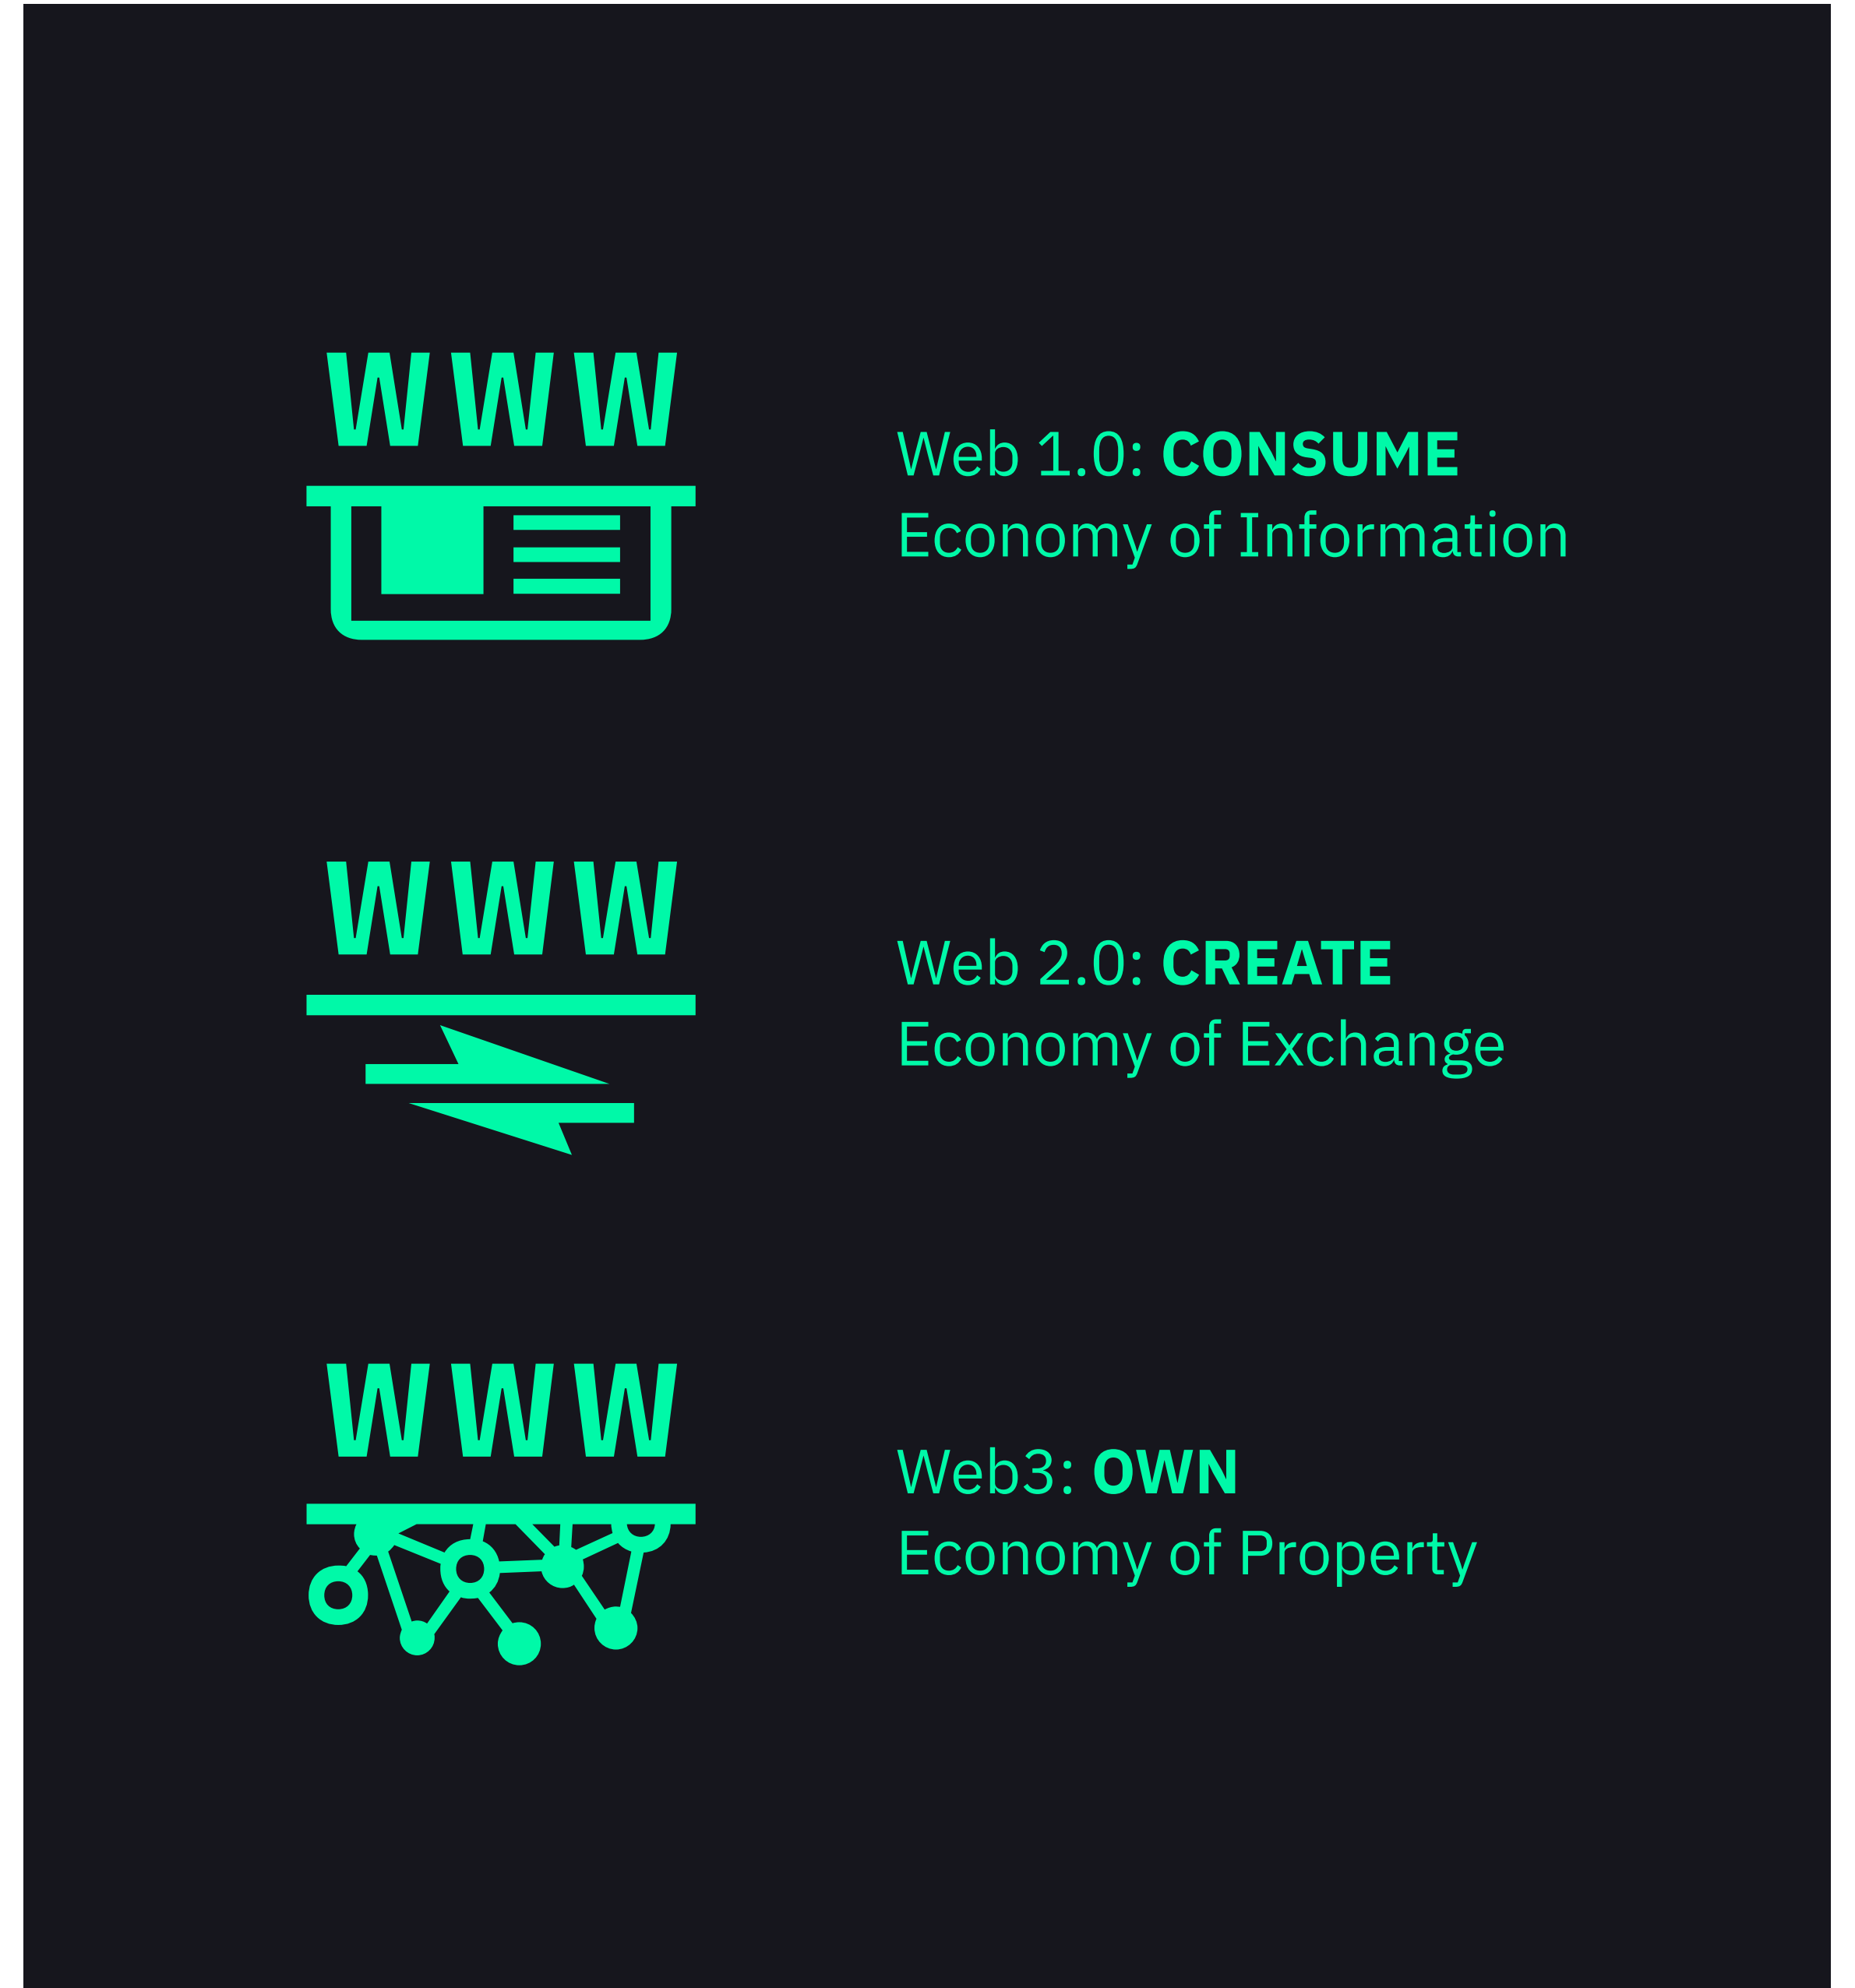 WWW
Web 1.0: CONSUME
Economy of Information
WWW
Web 2.0: CREATE
Economy of Exchange
WWW
Web3: OWN
Economy of Property